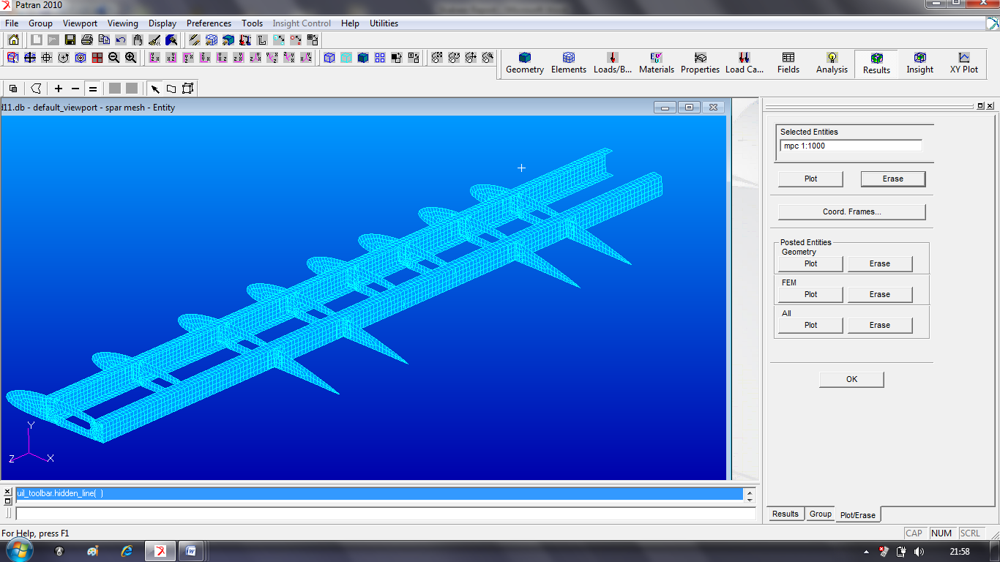 Patran 2010
File Group Viewport Viewing Display Preferences Tools Insight Control Help Utilities
Geometry Elements Loads/B... Materials Properties Load Ca... Fields Analysis Results Insight XY Plot
d11.db - default_viewport - spar mesh - Entity
Selected Entities
mpc 1:1000
Plot Erase
Coord. Frames...
Posted Entities
Geometry
Plot Erase
FEM
Plot Erase
All
Plot Erase
OK
Y
Z X
uil_toolbar.hidden_line( )
Results Group Plot/Erase
For Help, press F1
CAP NUM SCRL
21:58